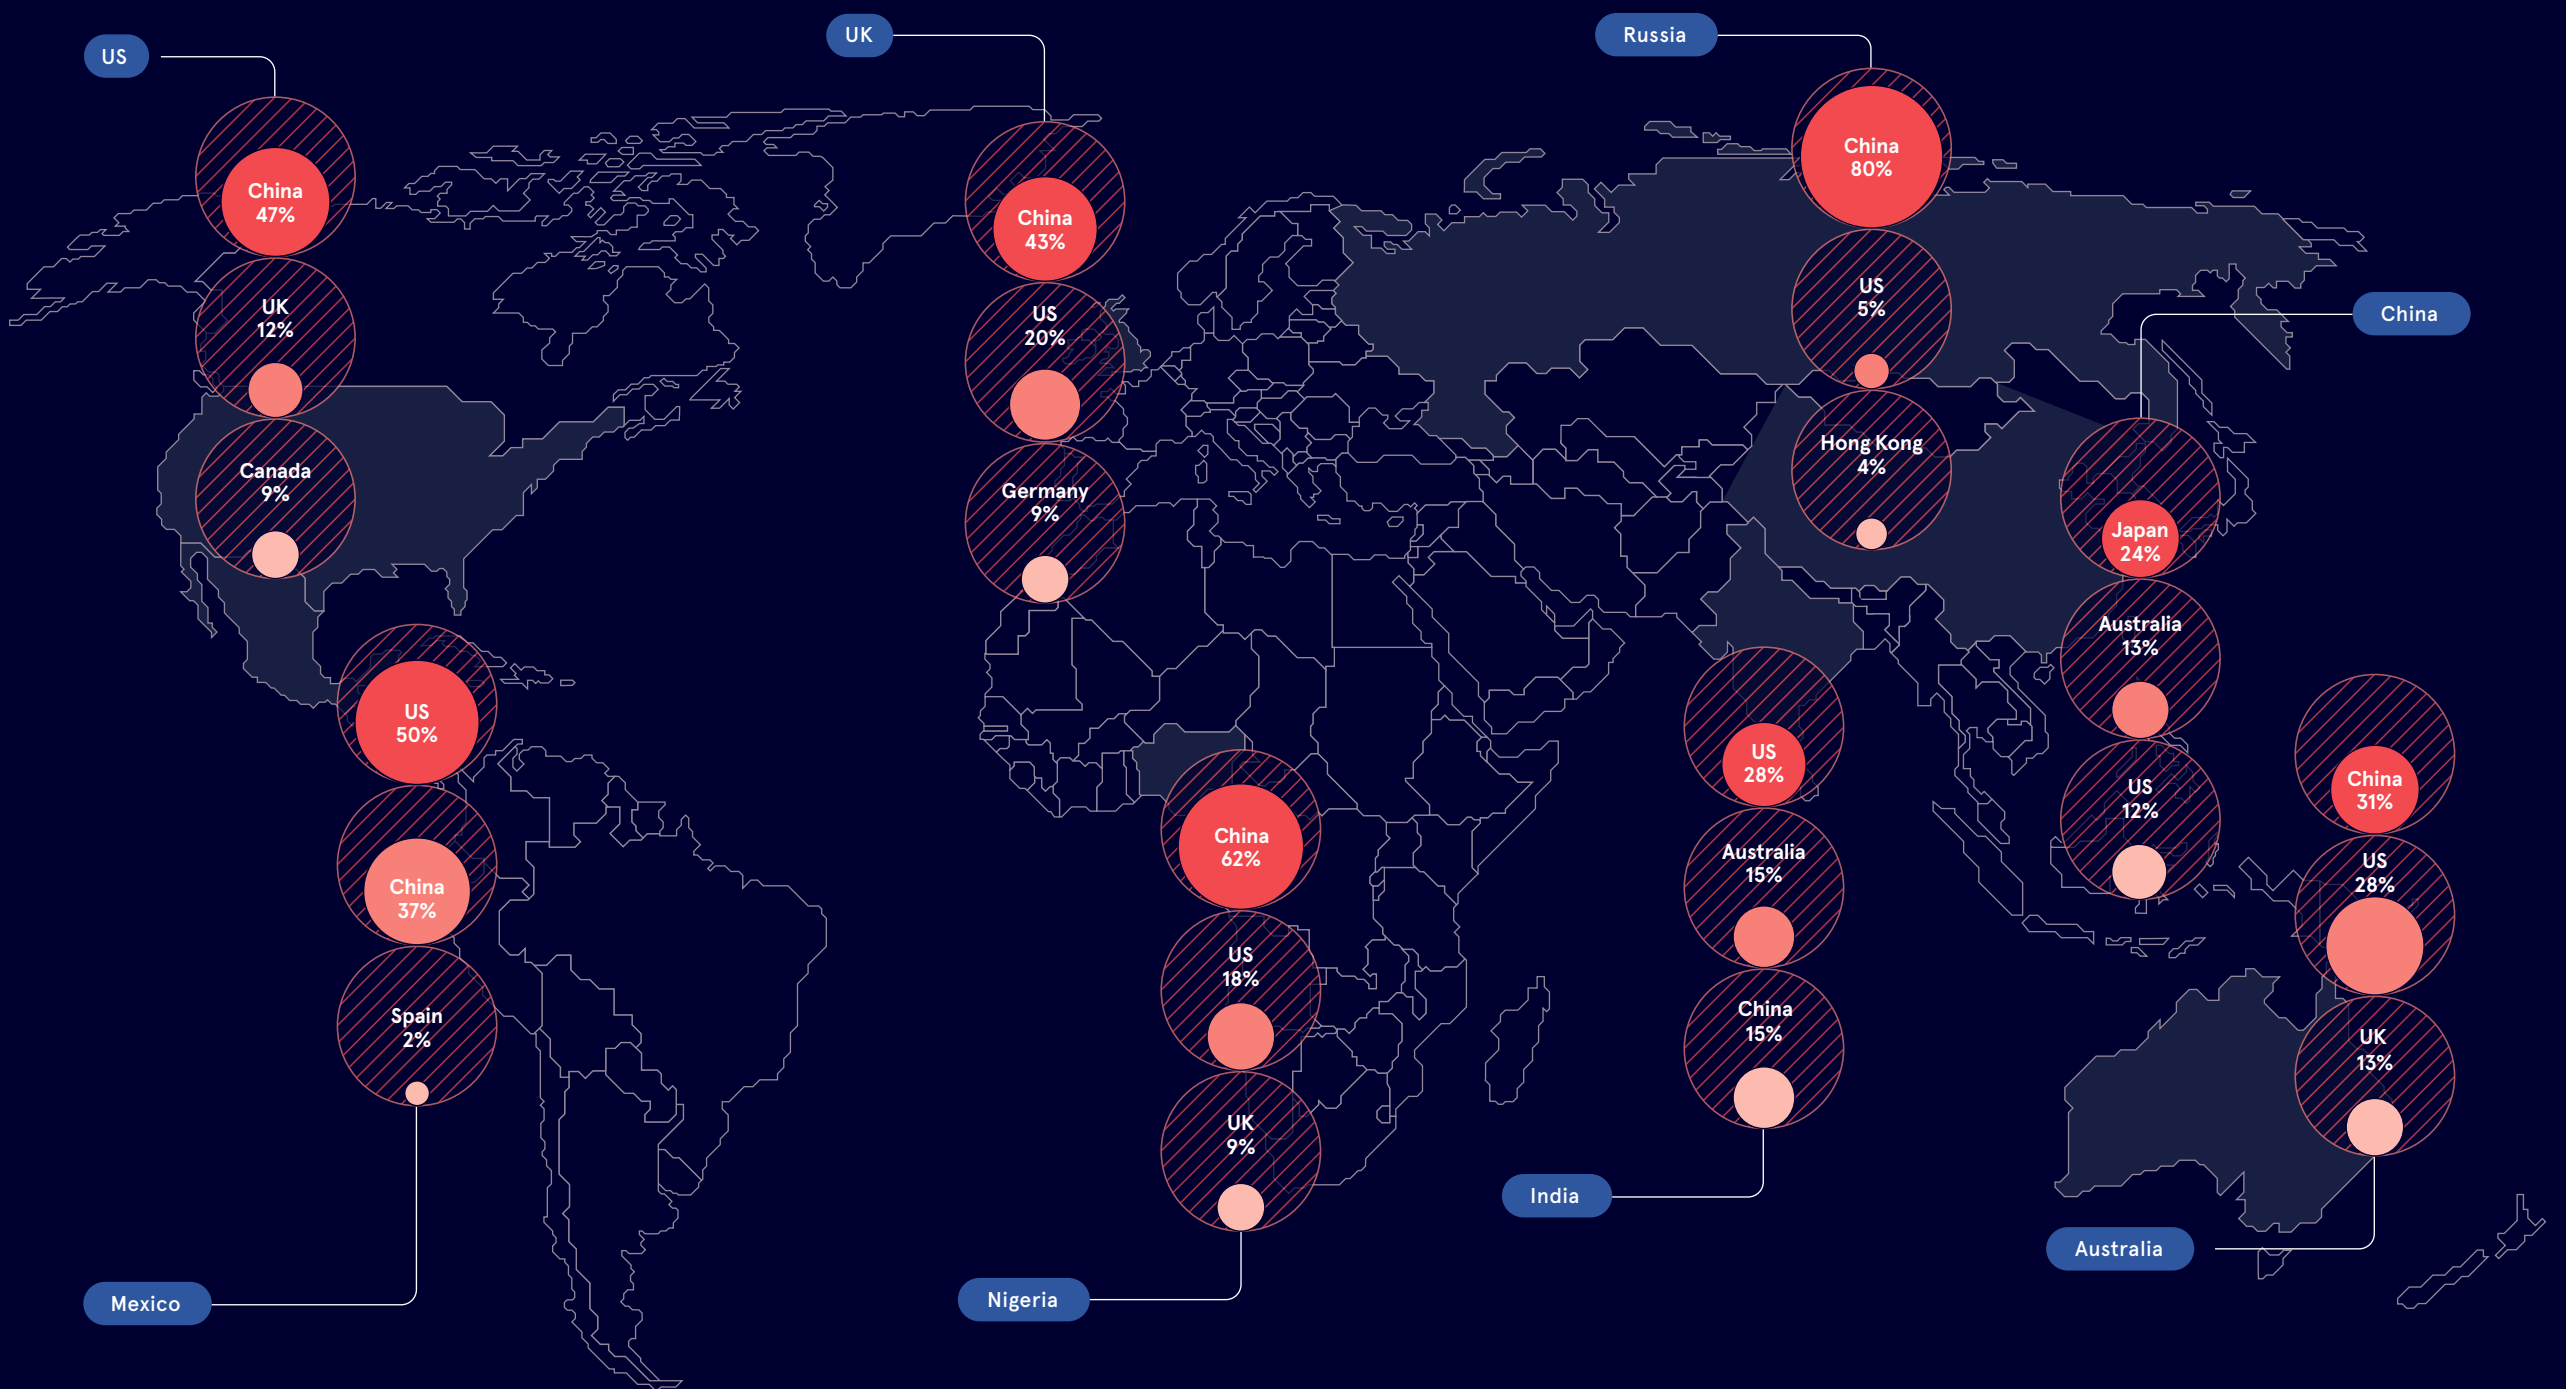 US
China
47%
UK
12%
Canada
9%
US
50%
China
37%
Spain
2%
Mexico
UK
China
43%
US
20%
Germany
9%
China
62%
US
18%
UK
9%
Nigeria
Russia
China
80%
US
5%
Hong Kong
4%
US
28%
Australia
15%
China
15%
India
China
Japan
24%
Australia
13%
US
12%
China
31%
US
28%
UK
13%
Australia